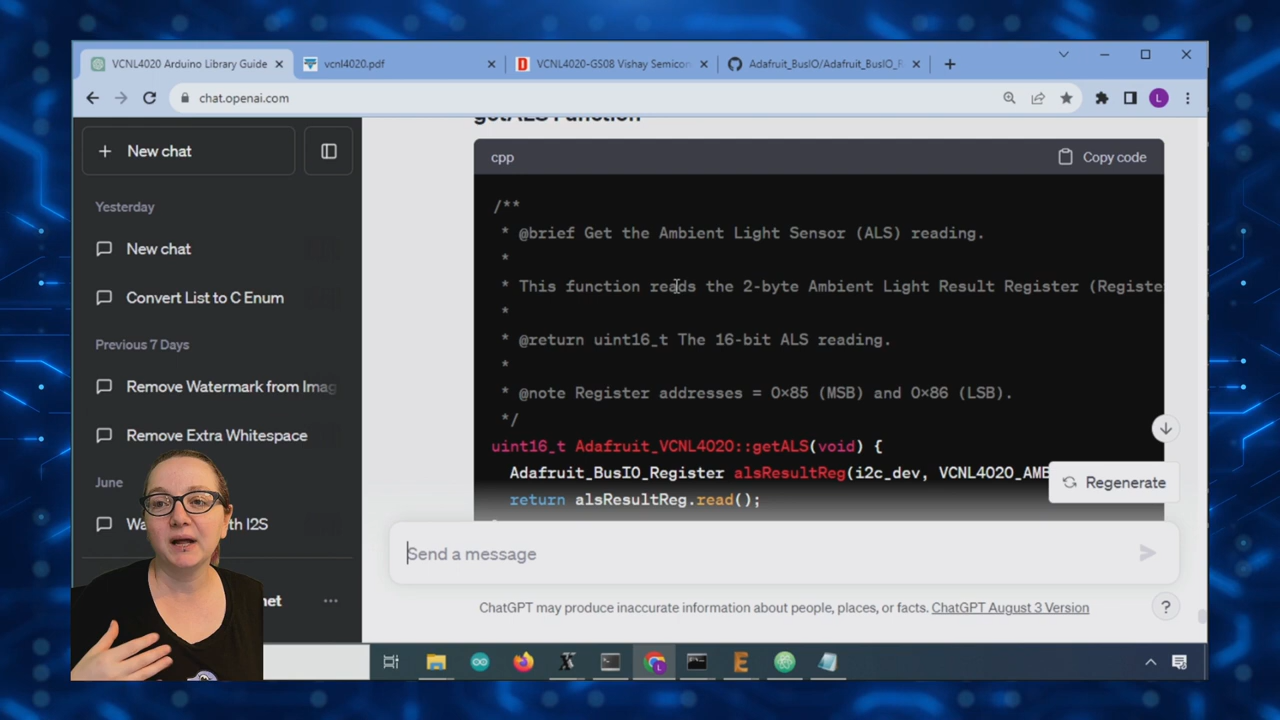 VCNL4020 Arduino Library Guide
vcnl4020.pdf
VCNL4020-GS08 Vishay Semicon
Adafruit_BusIO/Adafruit_BusIO_R
chat.openai.com
L
New chat
Yesterday
New chat
Convert List to C Enum
Previous 7 Days
Remove Watermark from Imag
Remove Extra Whitespace
June
th I2S
et
getALS Function
cpp
Copy code
/**
* @brief Get the Ambient Light Sensor (ALS) reading.
*
* This function reads the 2-byte Ambient Light Result Register (Registe
*
* @return uint16_t The 16-bit ALS reading.
*
* @note Register addresses = 0x85 (MSB) and 0x86 (LSB).
*/
uint16_t Adafruit_VCNL4020::getALS(void) {
Adafruit_BusIO_Register alsResultReg(i2c_dev, VCNL4020_AMB
return alsResultReg.read();
Regenerate
Send a message
ChatGPT may produce inaccurate information about people, places, or facts. ChatGPT August 3 Version
?